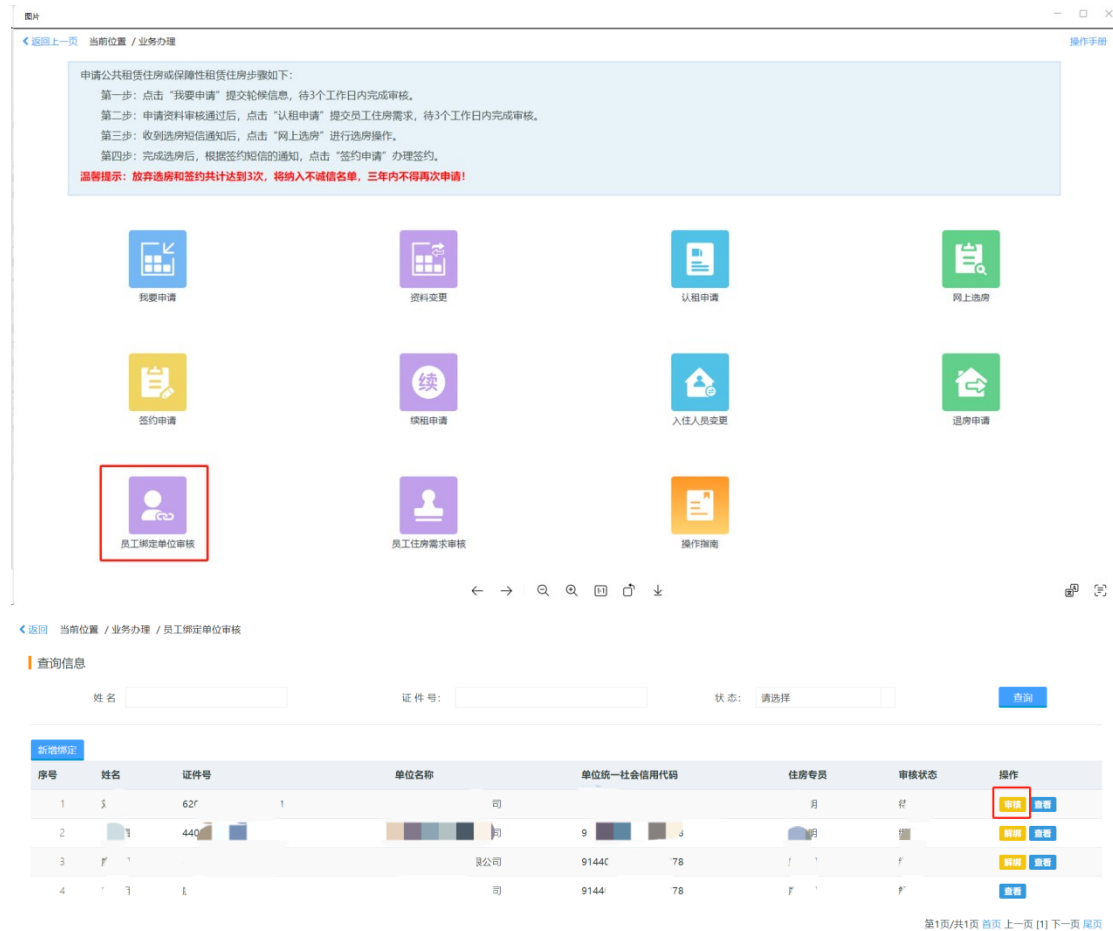 图片
返回上一页 当前位置 / 业务办理 操作手册
申请公共租赁住房或保障性租赁住房步骤如下：
第一步：点击“我要申请”提交轮候信息，待3个工作日内完成审核。
第二步：申请资料审核通过后，点击“认租申请”提交员工住房需求，待3个工作日内完成审核。
第三步：收到选房短信通知后，点击“网上选房”进行选房操作。
第四步：完成选房后，根据签约短信的通知，点击“签约申请”办理签约。
温馨提示：放弃选房和签约共计达到3次，将纳入不诚信名单，三年内不得再次申请！
我要申请 资料变更 认租申请 网上选房
续
签约申请 续租申请 入住人员变更 退房申请
员工绑定单位审核 员工住房需求审核 操作指南
1:1
返回 当前位置 / 业务办理 / 员工绑定单位审核
查询信息
姓名 证件号: 状态: 请选择 查询
新增绑定
序号 姓名 证件号 单位名称 单位统一社会信用代码 住房专员 审核状态 操作
1 62 1 司 审核 查看
2 440 司 9 明 解绑 查看
3 限公司 9144 78 解绑 查看
4 司 9144 78 查看
第1页/共1页 首页 上一页 [1] 下一页 尾页